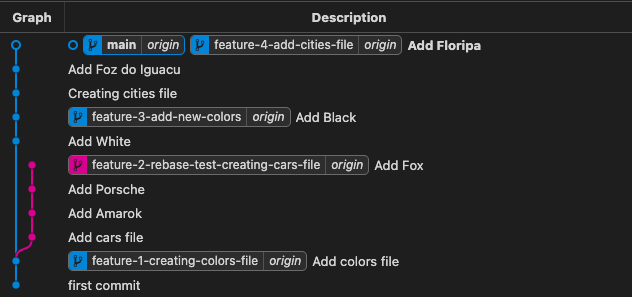 Graph Description
main origin feature-4-add-cities-file origin Add Floripa
Add Foz do Iguacu
Creating cities file
feature-3-add-new-colors origin Add Black
Add White
feature-2-rebase-test-creating-cars-file origin Add Fox
Add Porsche
Add Amarok
Add cars file
feature-1-creating-colors-file origin Add colors file
first commit